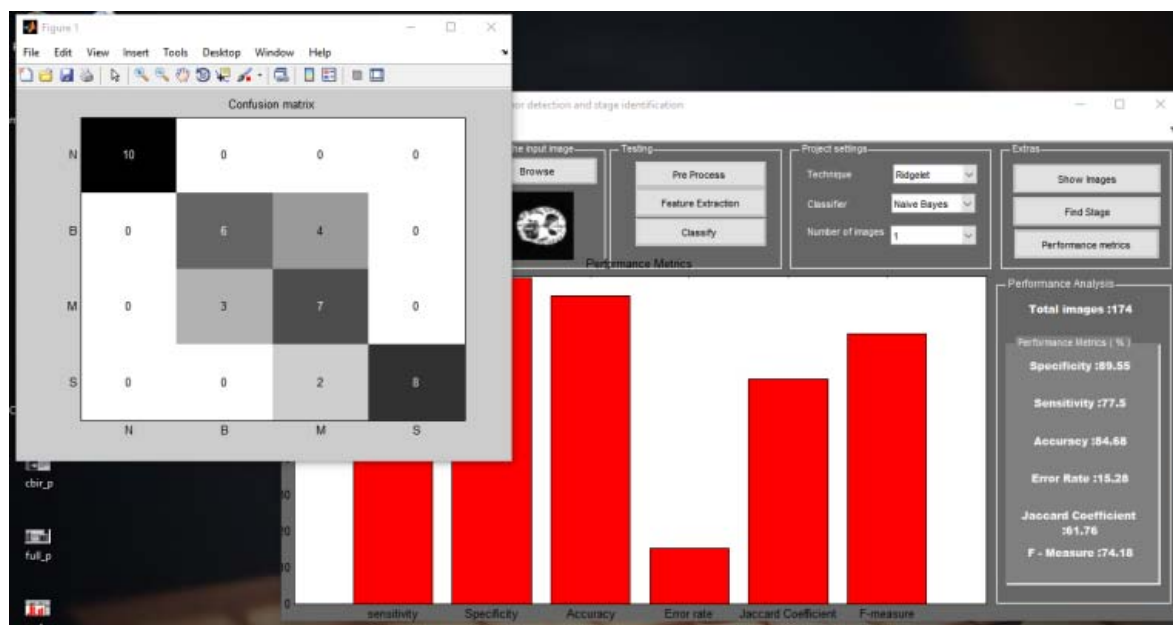 Figure 1
File Edit View Insert Tools Desktop Window Help
Confusion matrix
N 10 0 0 0
B 0 6 4 0
M 0 3 7 0
S 0 0 2 8
N B M S
or detection and stage identification
he input image
Browse
Testing
Pre Process
Feature Extraction
Classify
Project settings
Technique Ridgelet
Classifier Naive Bayes
Number of images 1
Extras
Show Images
Find Stage
Performance metrics
Performance Metrics
20
10
0
sensitivity Specificity Accuracy Error rate Jaccard Coefficient F-measure
Performance Analysis
Total images :174
Performance Metrics ( % )
Specificity :89.55
Sensitivity :77.5
Accuracy :84.68
Error Rate :15.28
Jaccard Coefficient
:61.76
F - Measure :74.18
cbir_p
full_p